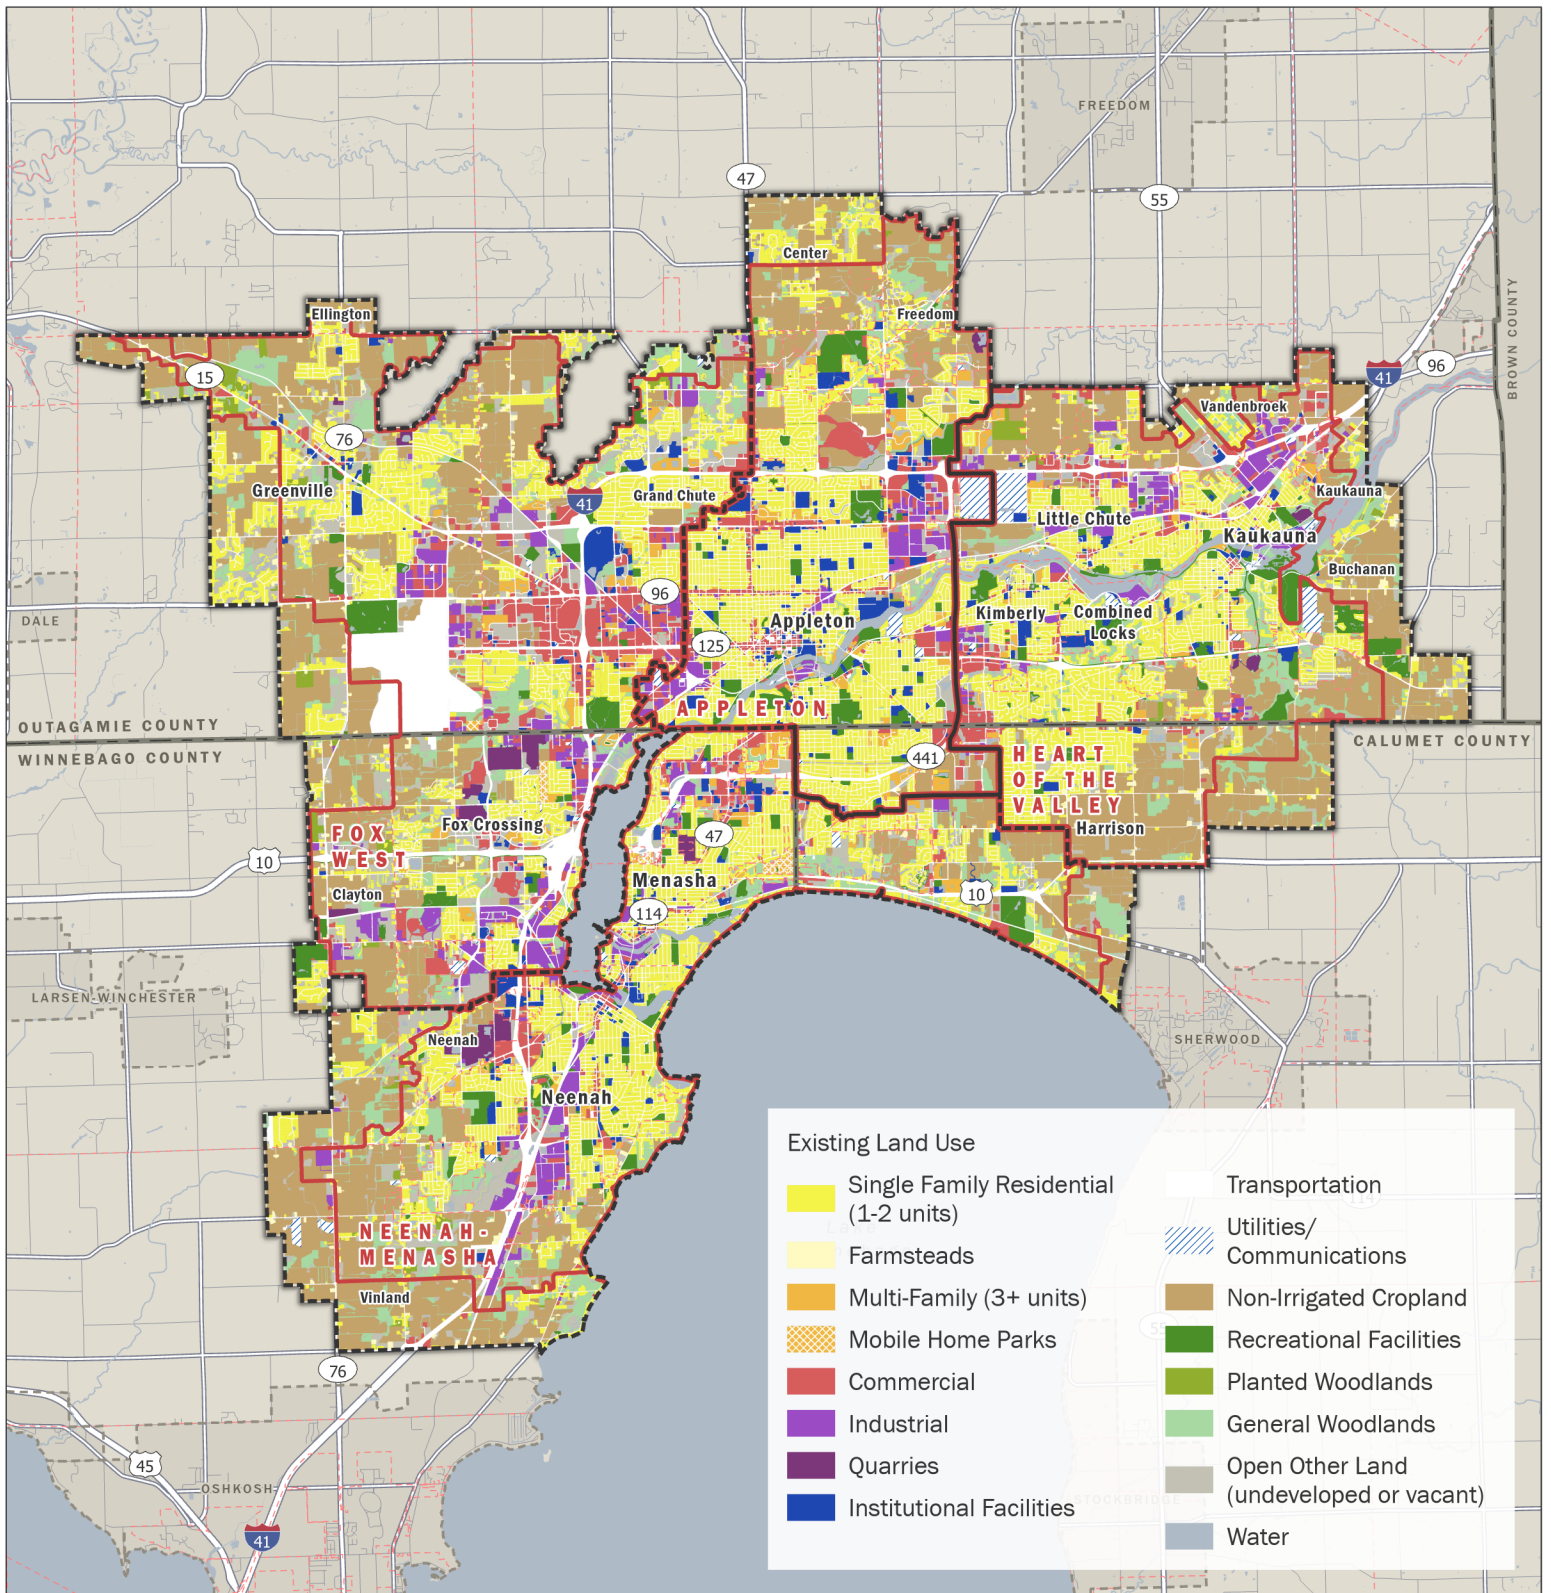 FREEDOM
47
55
Center
BROWN COUNTY
Ellington
Freedom
41
96
15
Vandenbroek
76
Greenville
41
Grand Chute
Kaukauna
Little Chute
Kaukauna
Buchanan
96
DALE
Appleton
Kimberly
Combined
Locks
125
APPLETON
OUTAGAMIE COUNTY
WINNEBAGO COUNTY
CALUMET COUNTY
441
HEART
OF THE
VALLEY
Fox Crossing
FOX
WEST
47
Harrison
10
Menasha
Clayton
10
114
LARSEN-WINCHESTER
Neenah
SHERWOOD
Neenah
NEENAH-
MENASHA
Vinland
76
45
OSHKOSH
41
Existing Land Use
Single Family Residential
(1-2 units)
Farmsteads
Multi-Family (3+ units)
Mobile Home Parks
Commercial
Industrial
Quarries
Institutional Facilities
Transportation
114
Utilities/
Communications
Non-Irrigated Cropland
55
Recreational Facilities
Planted Woodlands
General Woodlands
Open Other Land
(undeveloped or vacant)
STOCKBRIDGE
Water